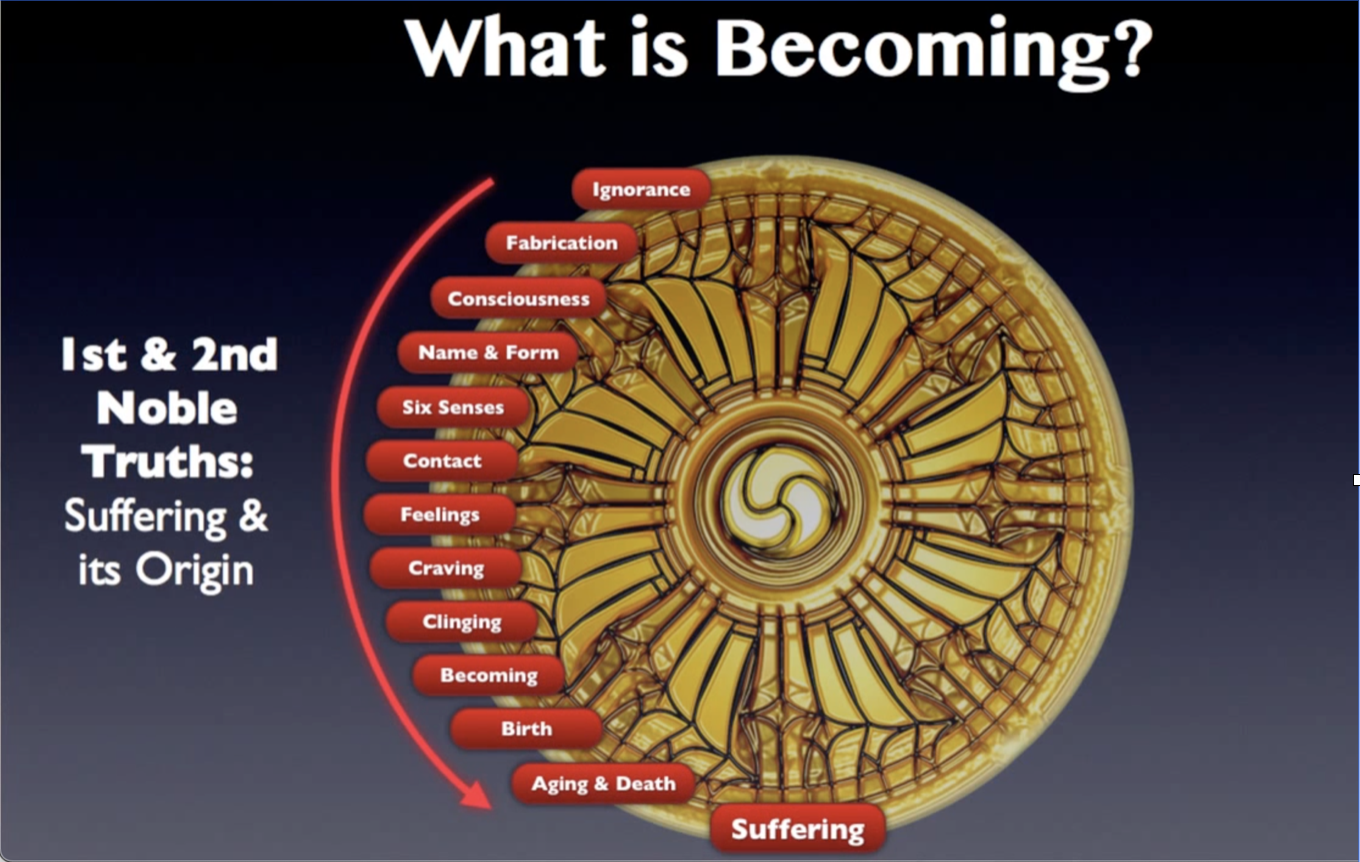 What is Becoming?
1st & 2nd
Noble
Truths:
Suffering &
its Origin
Ignorance
Fabrication
Consciousness
Name & Form
Six Senses
Contact
Feelings
Craving
Clinging
Becoming
Birth
Aging & Death
Suffering